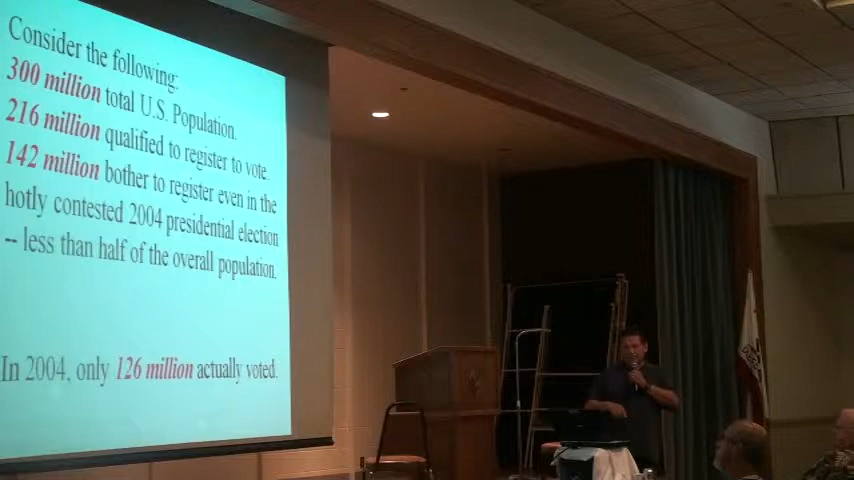 Consider the following:
300 million total U.S. Population.
216 million qualified to register to vote.
142 million bother to register even in the
hotly contested 2004 presidential election
-- less than half of the overall population.
In 2004, only 126 million actually voted.